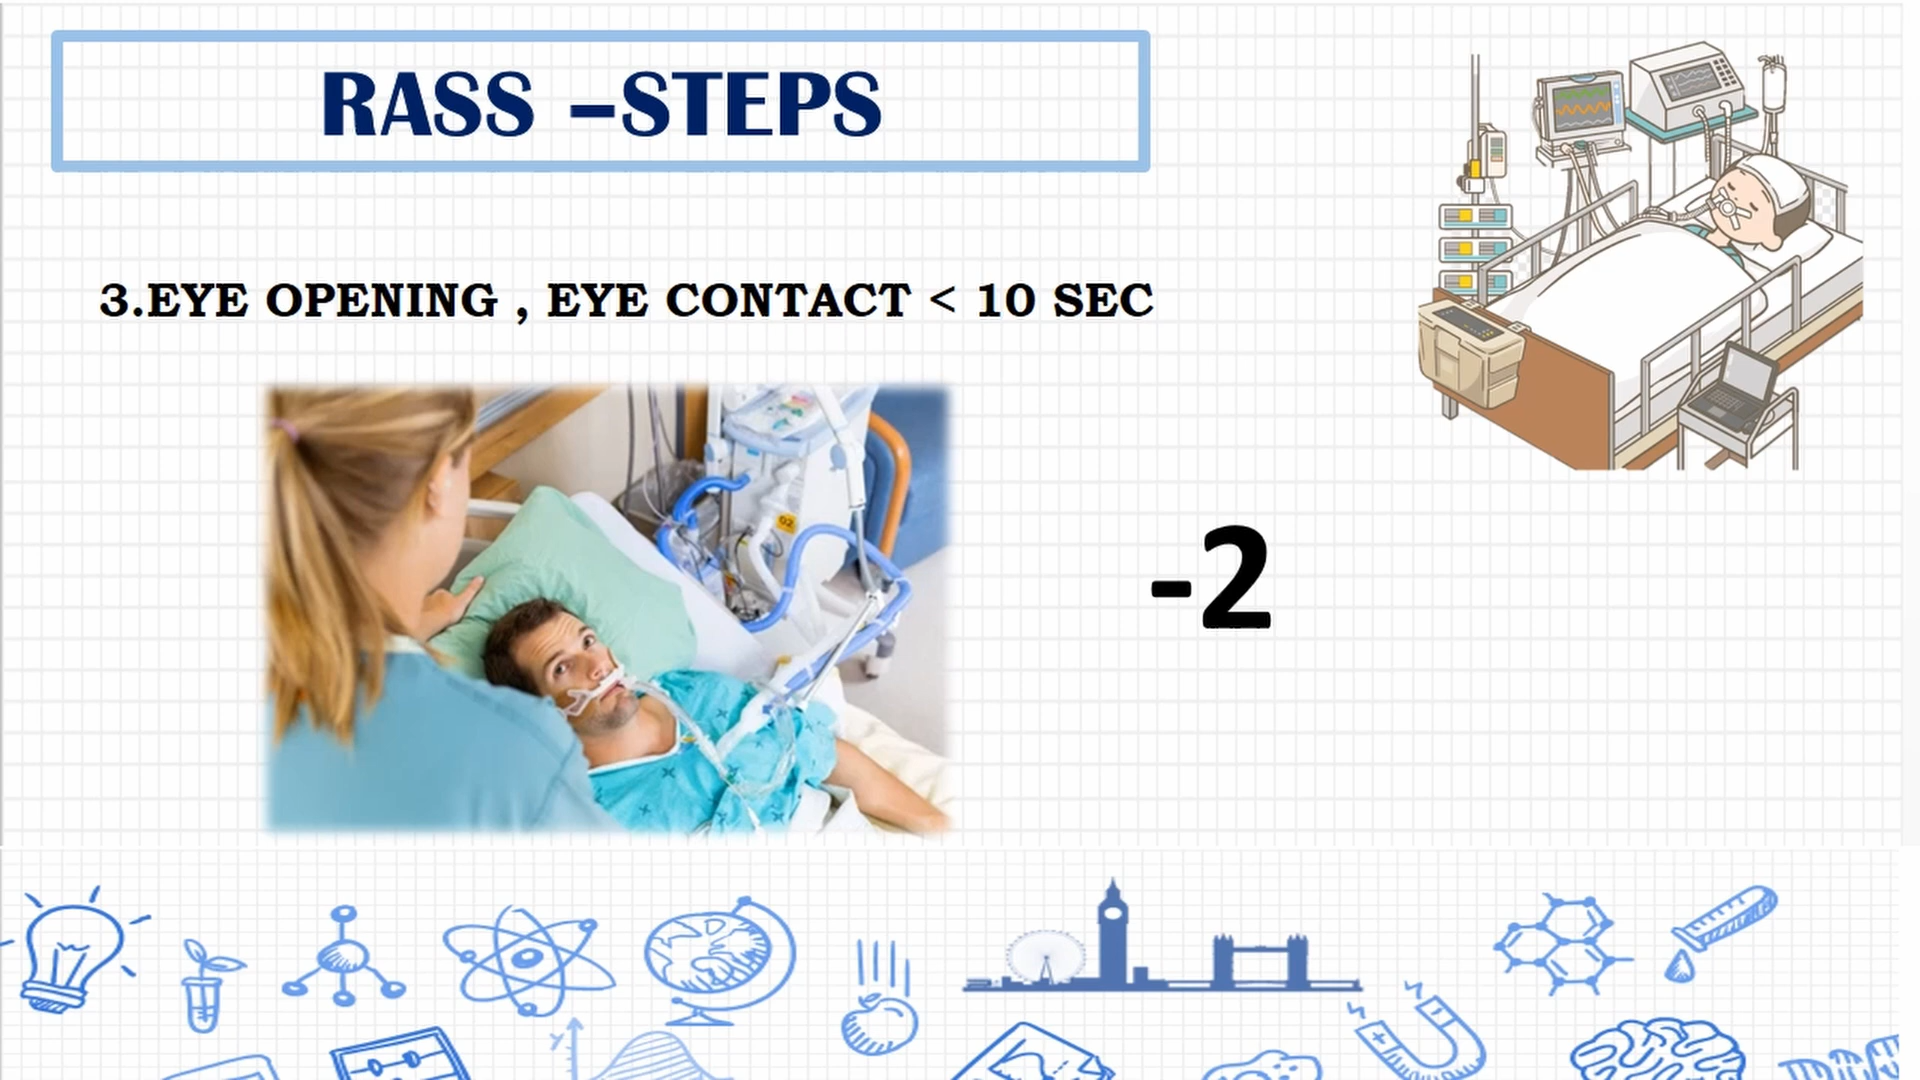 RASS –STEPS
3.EYE OPENING , EYE CONTACT < 10 SEC
-2